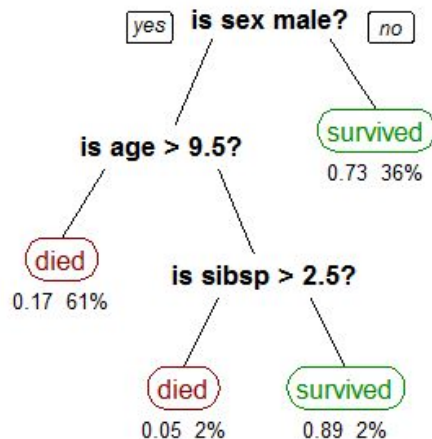 yes is sex male? no
survived
0.73 36%
is age > 9.5?
died
0.17 61%
is sibsp > 2.5?
died survived
0.05 2% 0.89 2%